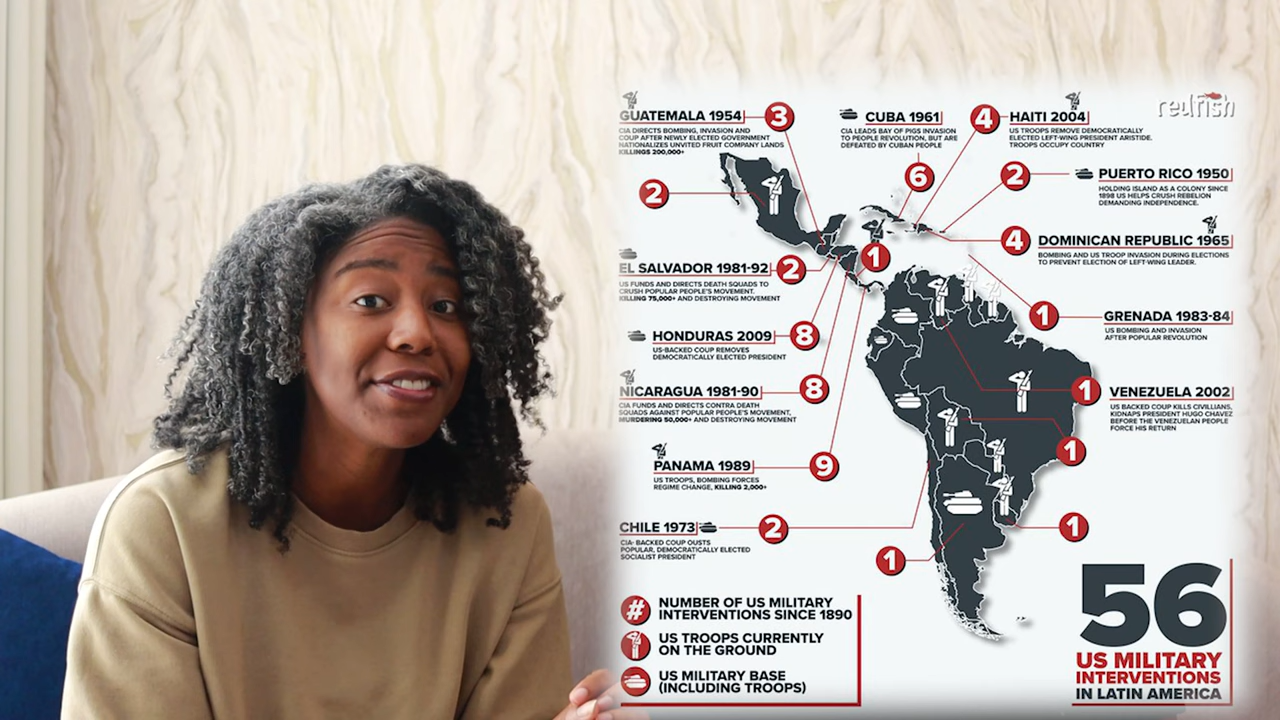 redfish
GUATEMALA 1954
3
CIA DIRECTS BOMBING, INVASION AND
COUP AFTER NEWLY ELECTED GOVERNMENT
NATIONALIZES UNVITED FRUIT COMPANY LANDS
KILLINGS 200,000+
CUBA 1961
CIA LEADS BAY OF PIGS INVASION
TO PEOPLE REVOLUTION, BUT ARE
DEFEATED BY CUBAN PEOPLE
6
4
HAITI 2004
US TROOPS REMOVE DEMOCRATICALLY
ELECTED LEFT-WING PRESIDENT ARISTIDE.
TROOPS OCCUPY COUNTRY
2
2
PUERTO RICO 1950
HOLDING ISLAND AS A COLONY SINCE
1898 US HELPS CRUSH REBELION
DEMANDING INDEPENDENCE.
4
DOMINICAN REPUBLIC 1965
BOMBING AND US TROOP INVASION DURING ELECTIONS
TO PREVENT ELECTION OF LEFT-WING LEADER.
1
EL SALVADOR 1981-92
2
US FUNDS AND DIRECTS DEATH SQUADS TO
CRUSH POPULAR PEOPLE'S MOVEMENT.
KILLING 75,000+ AND DESTROYING MOVEMENT
1
GRENADA 1983-84
US BOMBING AND INVASION
AFTER POPULAR REVOLUTION
HONDURAS 2009
8
US-BACKED COUP REMOVES
DEMOCRATICALLY ELECTED PRESIDENT
NICARAGUA 1981-90
8
CIA FUNDS AND DIRECTS CONTRA DEATH
SQUADS AGAINST POPULAR PEOPLE'S MOVEMENT,
MURDERING 50,000+ AND DESTROYING MOVEMENT
1
VENEZUELA 2002
US BACKED COUP KILLS CIVILLIANS,
KIDNAPS PRESIDENT HUGO CHAVEZ
BEFORE THE VENEZUELAN PEOPLE
FORCE HIS RETURN
1
PANAMA 1989
9
US TROOPS, BOMBING FORCES
REGIME CHANGE, KILLING 2,000+
CHILE 1973
2
CIA- BACKED COUP OUSTS
POPULAR, DEMOCRATICALLY ELECTED
SOCIALIST PRESIDENT
1
1
# NUMBER OF US MILITARY
INTERVENTIONS SINCE 1890
US TROOPS CURRENTLY
ON THE GROUND
US MILITARY BASE
(INCLUDING TROOPS)
56
US MILITARY
INTERVENTIONS
IN LATIN AMERICA